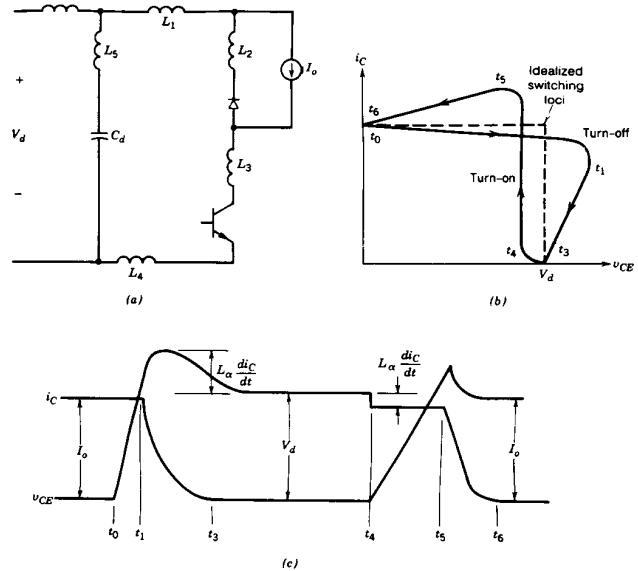 L1
L5
L2
Io
+
Vd
−
Cd
L3
L4
(a)
iC
Idealized
switching
loci
t5
t6
t0
Turn-off
t1
Turn-on
t4
t3
Vd
vCE
(b)
Lα diC/dt
Lα diC/dt
iC
Io
Vd
Io
vCE
t0
t1
t3
t4
t5
t6
(c)